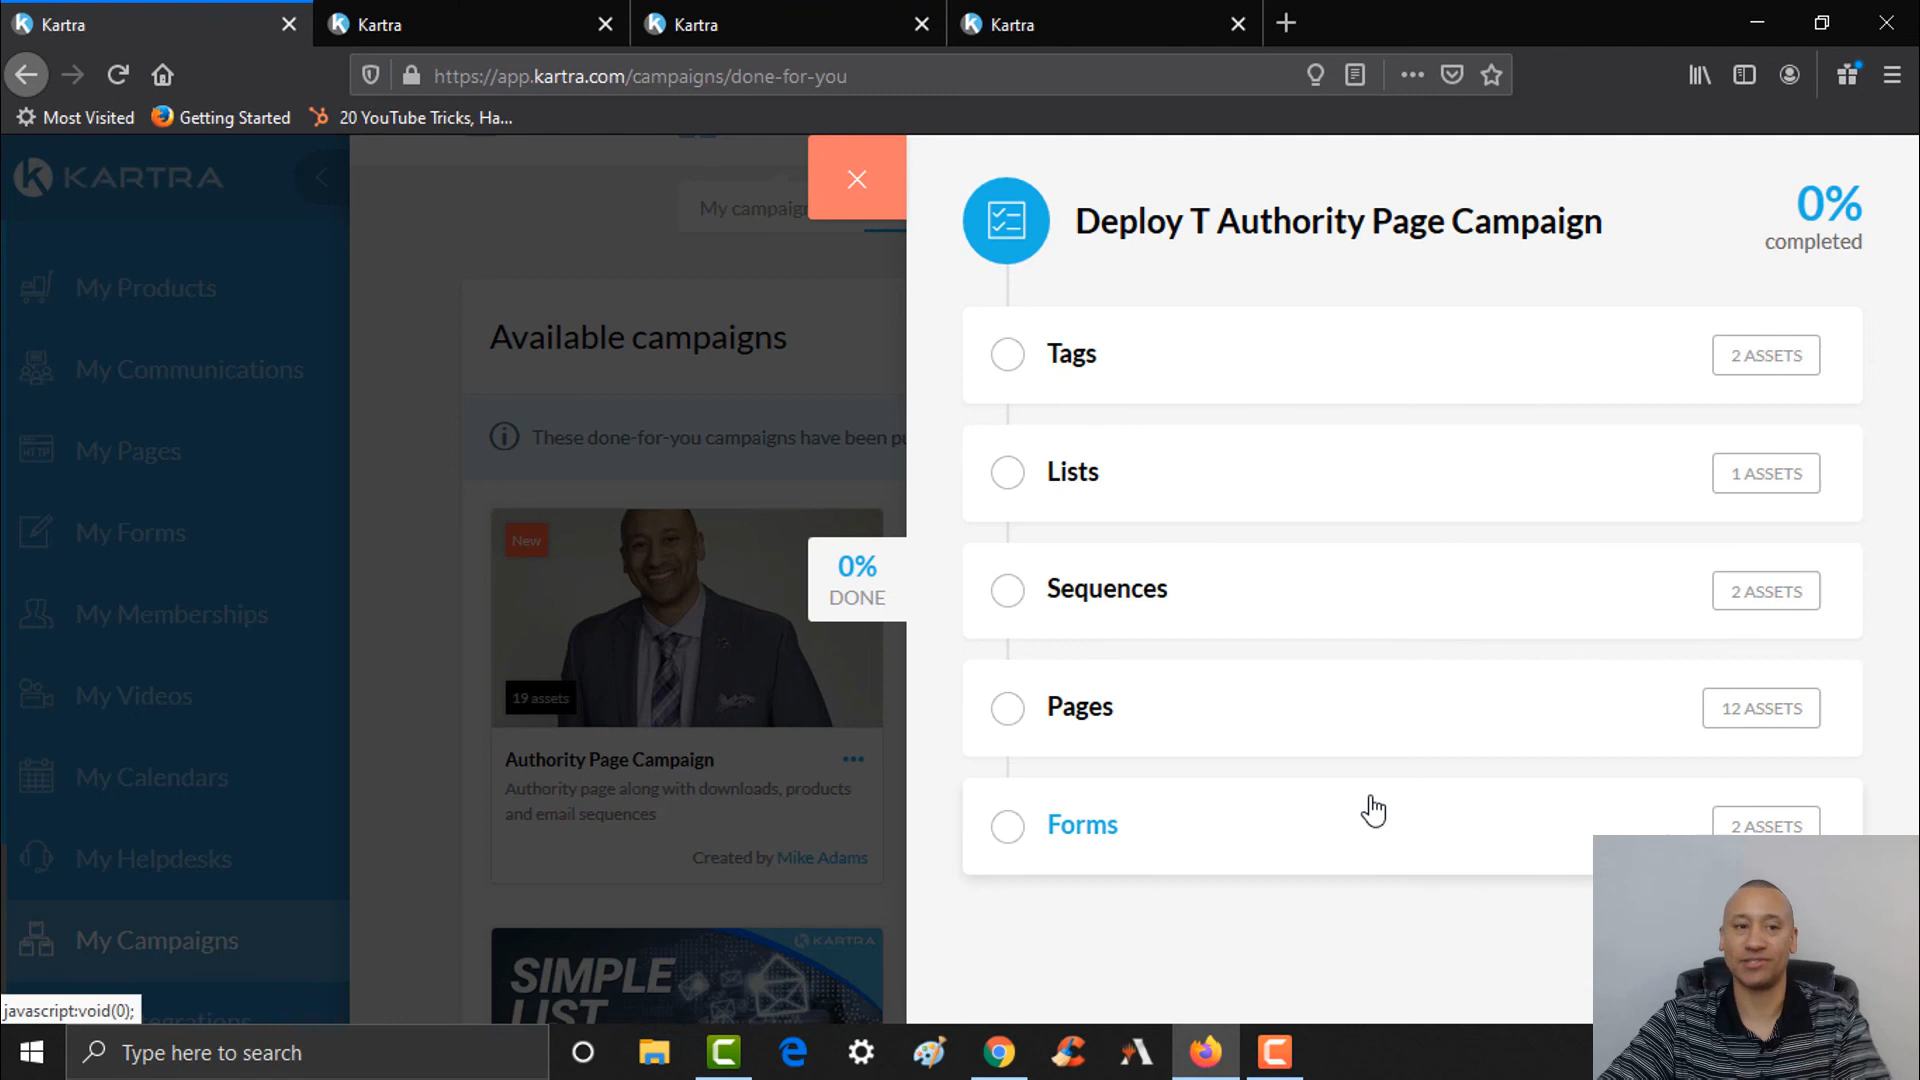 Kartra
Kartra
Kartra
Kartra
https://app.kartra.com/campaigns/done-for-you
Most Visited
Getting Started
20 YouTube Tricks, Ha...
KARTRA
My Products
My Communications
My Pages
HTTP
My Forms
My Memberships
My Videos
My Calendars
My Helpdesks
My Campaigns
javascript:void(0);
My campaign
Available campaigns
These done-for-you campaigns have been pu
New
19 assets
Authority Page Campaign
Authority page along with downloads, products
and email sequences
Created by Mike Adams
KARTRA
SIMPLE
LIST
0%
DONE
Deploy T Authority Page Campaign
0%
completed
Tags
2 ASSETS
Lists
1 ASSETS
Sequences
2 ASSETS
Pages
12 ASSETS
Forms
2 ASSETS
Type here to search